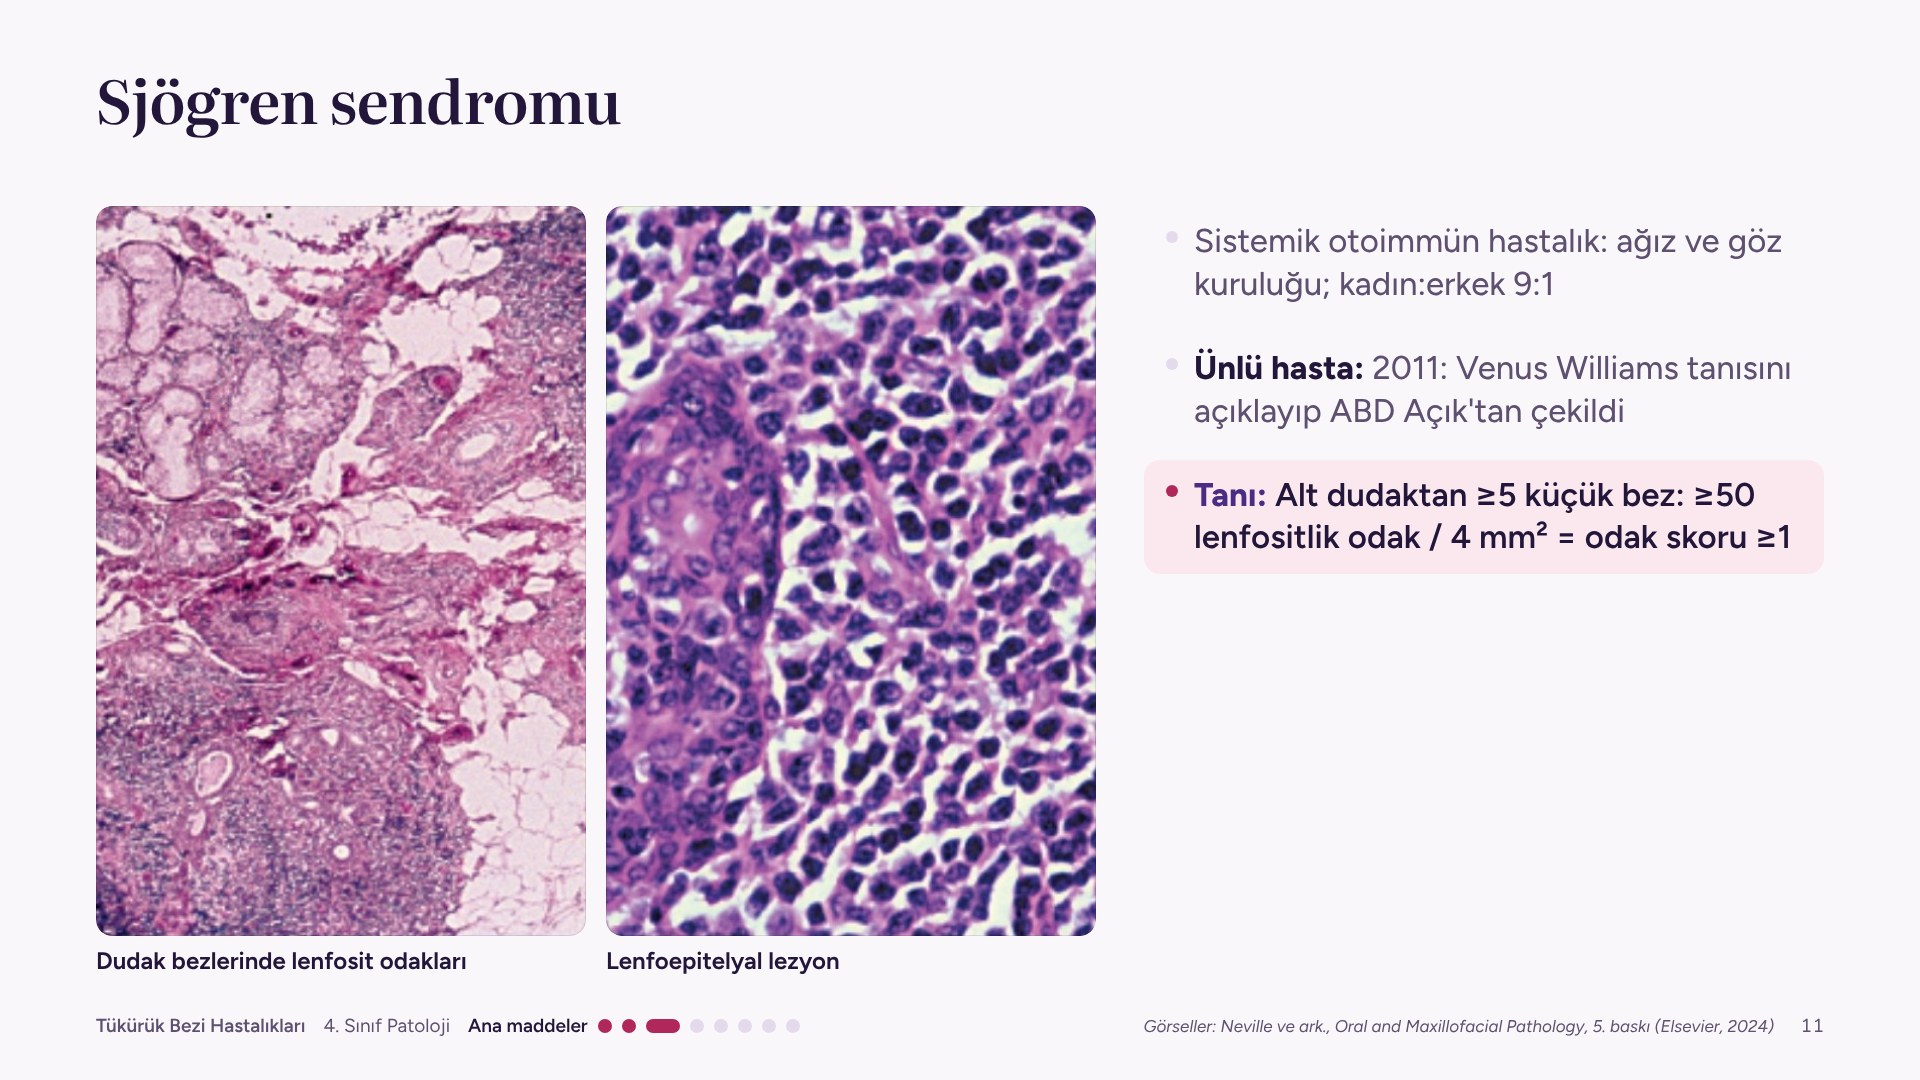 Sjögren sendromu
Sistemik otoimmün hastalık: ağız ve göz
kuruluğu; kadın:erkek 9:1
Ünlü hasta: 2011: Venus Williams tanısını
açıklayıp ABD Açık'tan çekildi
Tanı: Alt dudaktan ≥5 küçük bez: ≥50
lenfositlik odak / 4 mm² = odak skoru ≥1
Dudak bezlerinde lenfosit odakları
Lenfoepitelyal lezyon
Tükürük Bezi Hastalıkları 4. Sınıf Patoloji Ana maddeler
Görseller: Neville ve ark., Oral and Maxillofacial Pathology, 5. baskı (Elsevier, 2024) 11